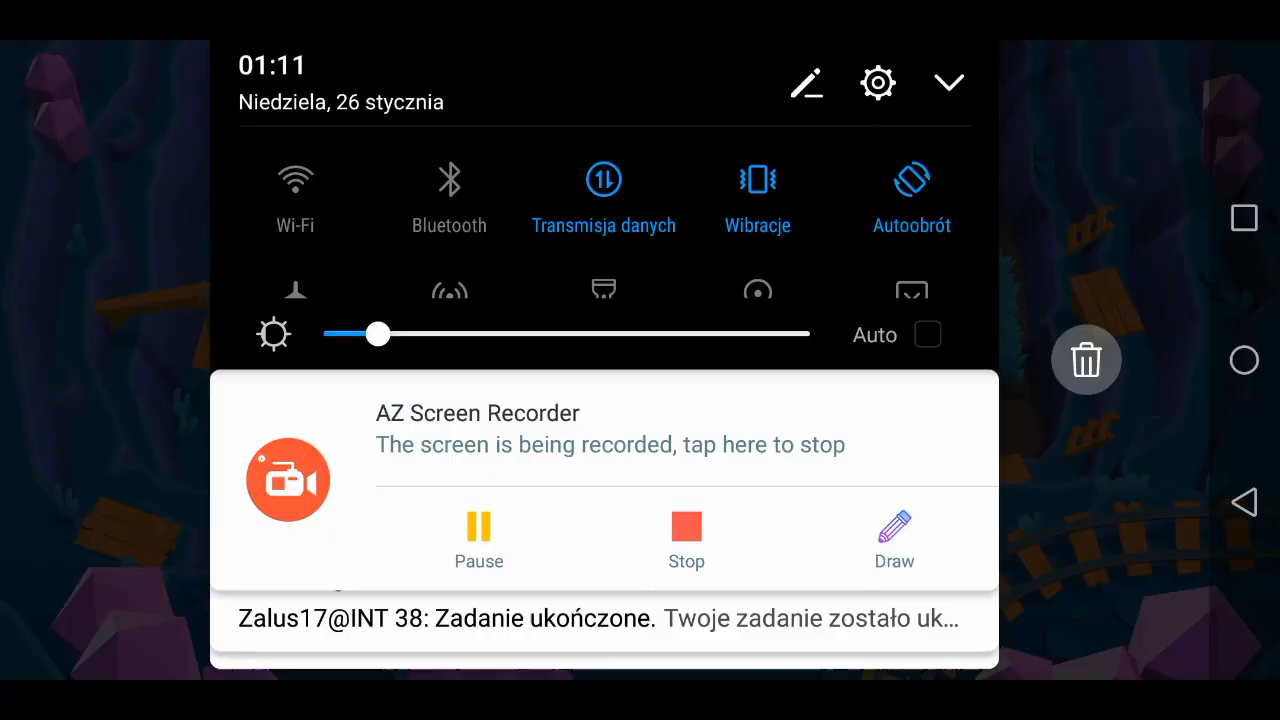 01:11
Niedziela, 26 stycznia
Wi-Fi
Bluetooth
Transmisja danych
Wibracje
Autoobrót
Auto
AZ Screen Recorder
The screen is being recorded, tap here to stop
Pause
Stop
Draw
Zalus17@INT 38: Zadanie ukończone. Twoje zadanie zostało uk...